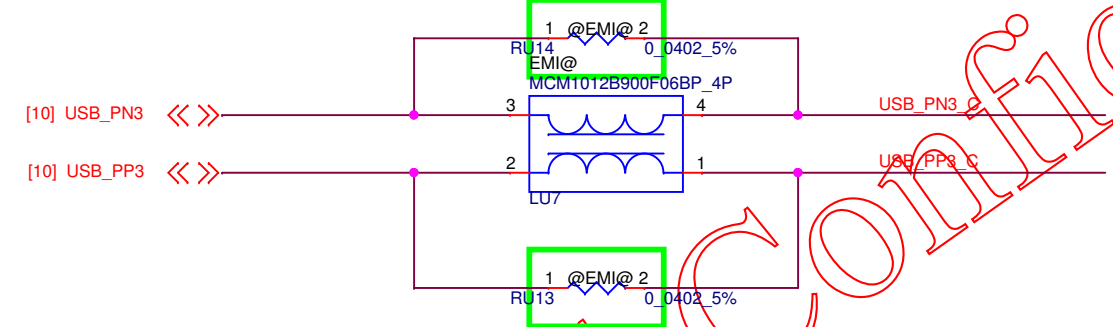 1 @EMI@ 2
RU14 0_0402_5%
EMI@
MCM1012B900F06BP_4P
[10] USB_PN3 3 4 USB_PN3_C
[10] USB_PP3 2 1 USB_PP3_C
LU7
1 @EMI@ 2
RU13 0_0402_5%